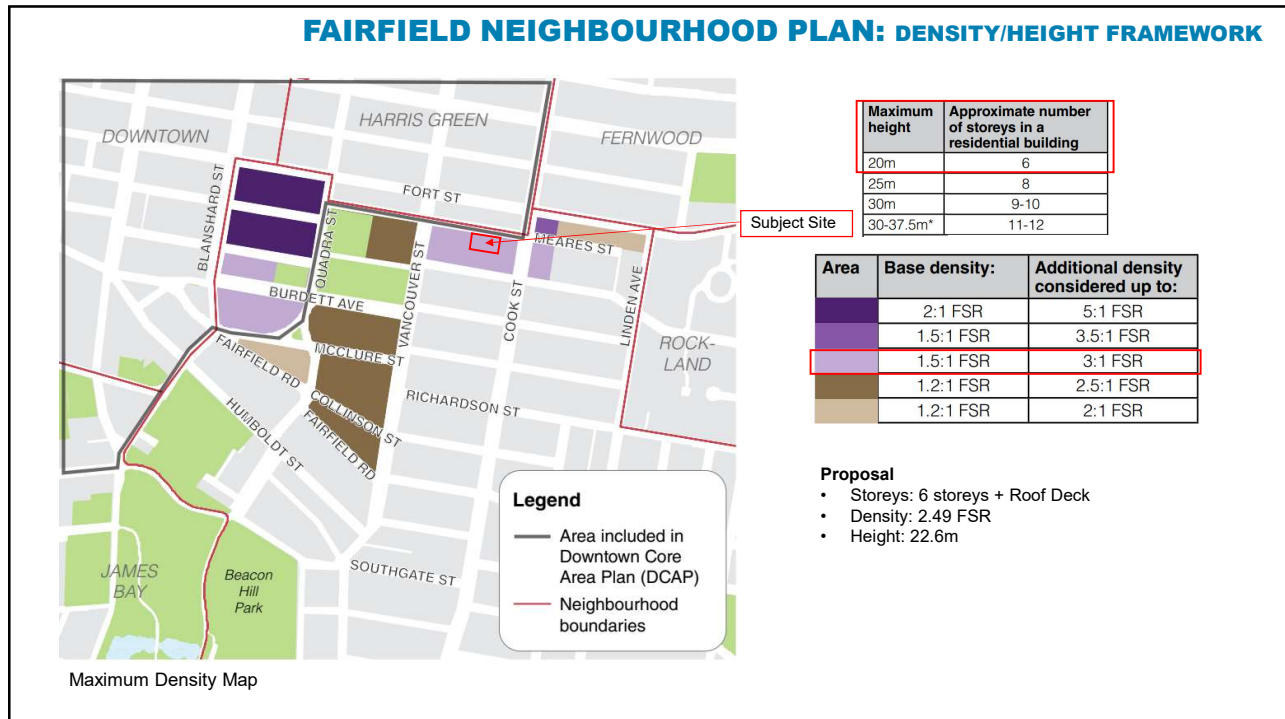 FAIRFIELD NEIGHBOURHOOD PLAN: DENSITY/HEIGHT FRAMEWORK
DOWNTOWN
HARRIS GREEN
FERNWOOD
BLANSHARD ST
FORT ST
QUADRA ST
MEARES ST
VANCOUVER ST
BURDETT AVE
COOK ST
LINDEN AVE
ROCK-
LAND
MCCLURE ST
FAIRFIELD RD
RICHARDSON ST
COLLINSON ST
HUMBOLDT ST
FAIRFIELD RD
SOUTHGATE ST
JAMES
BAY
Beacon
Hill
Park
Legend
Area included in
Downtown Core
Area Plan (DCAP)
Neighbourhood
boundaries
Maximum Density Map
Subject Site
Maximum height | Approximate number of storeys in a residential building
20m 6
25m 8
30m 9-10
30-37.5m* 11-12
Area Base density: Additional density considered up to:
2:1 FSR 5:1 FSR
1.5:1 FSR 3.5:1 FSR
1.5:1 FSR 3:1 FSR
1.2:1 FSR 2.5:1 FSR
1.2:1 FSR 2:1 FSR
Proposal
• Storeys: 6 storeys + Roof Deck
• Density: 2.49 FSR
• Height: 22.6m